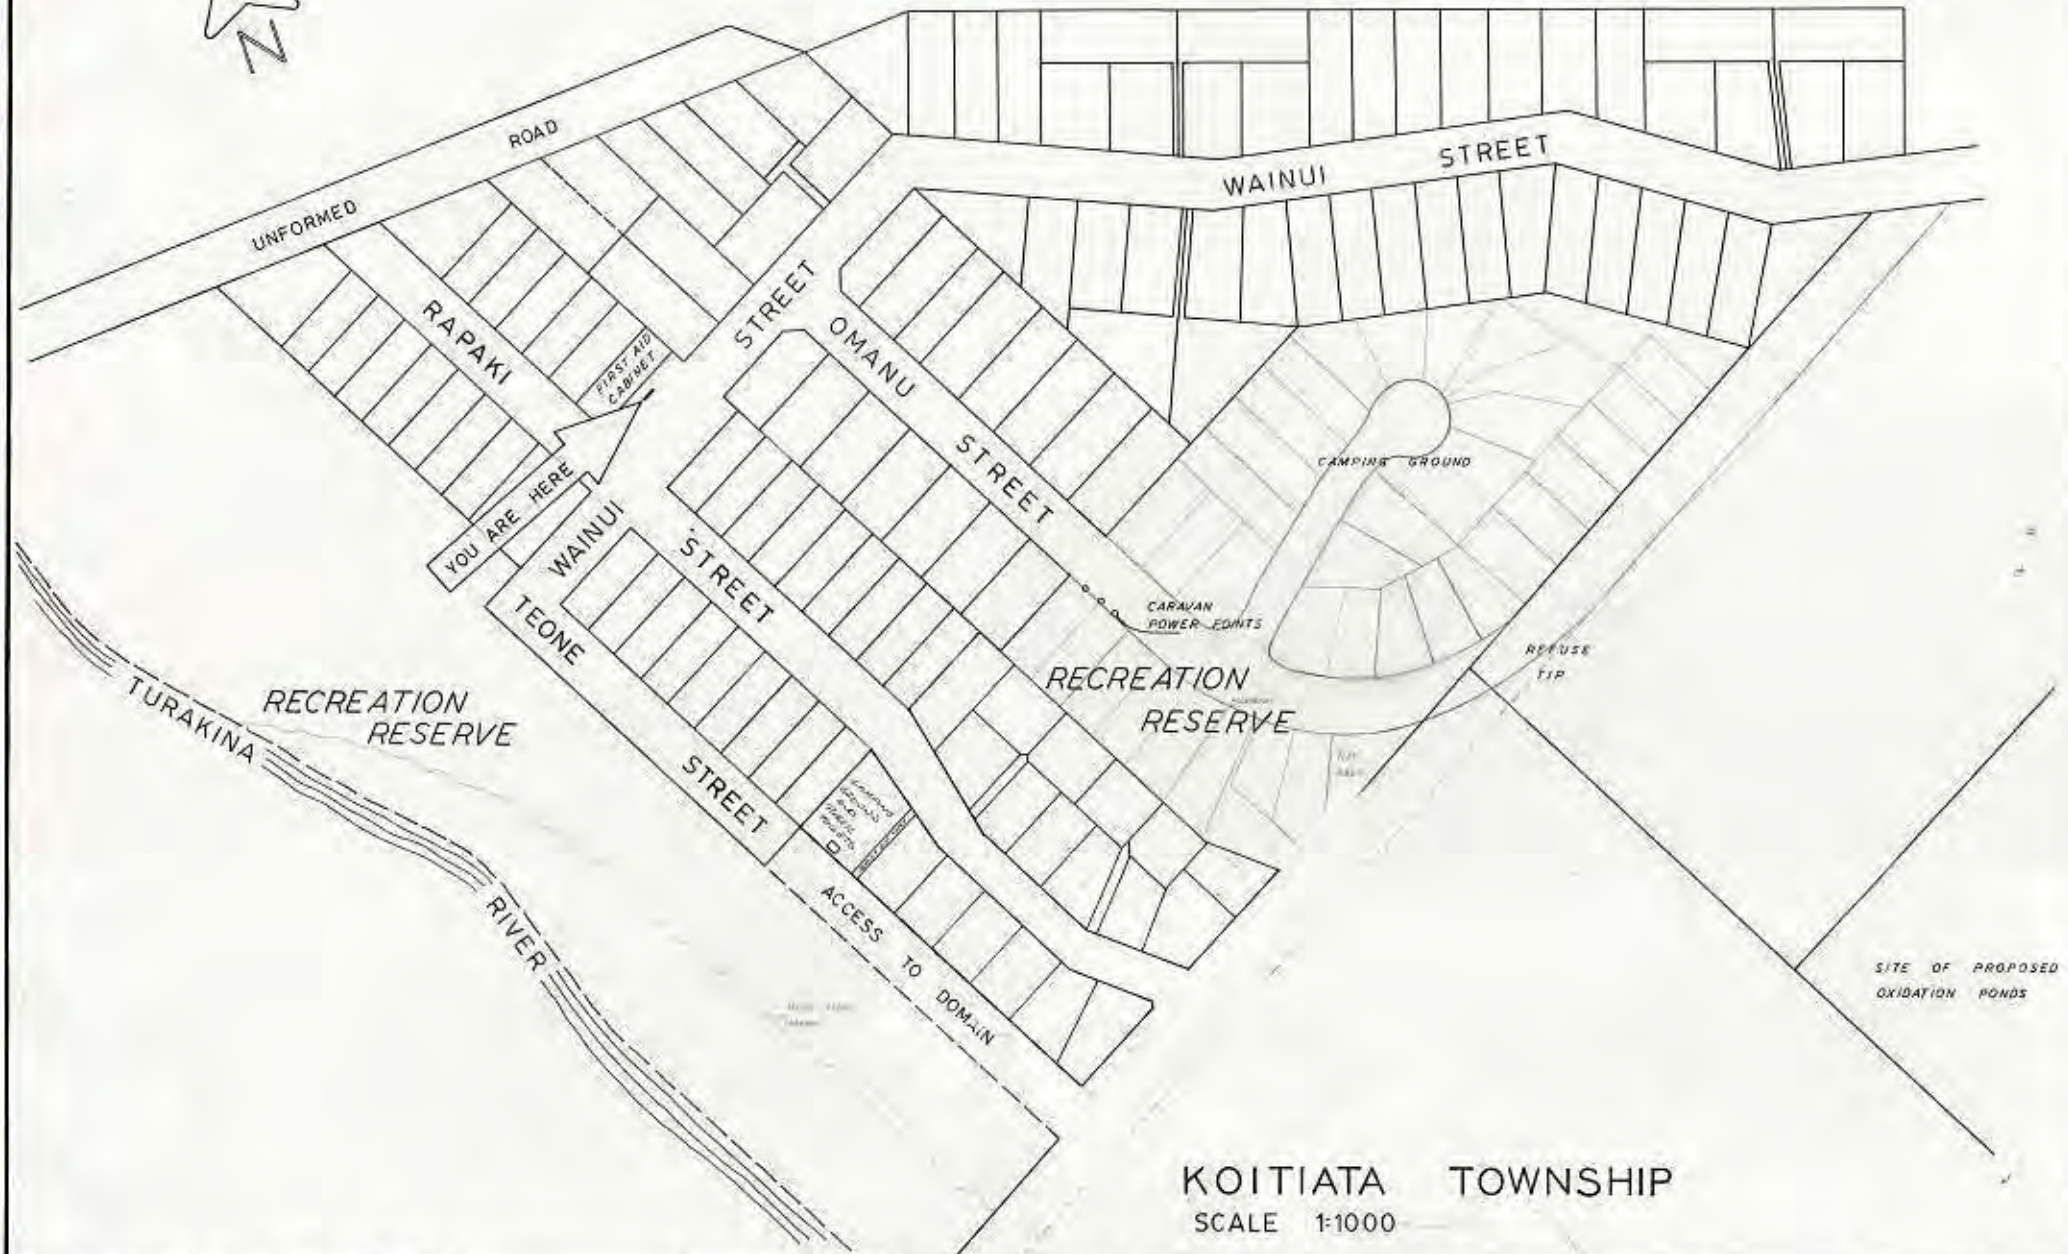 N
UNFORMED ROAD
WAINUI STREET
RAPAKI
STREET
OMANU STREET
FIRST AID
CABINET
YOU ARE HERE
WAINUI
STREET
TEONE STREET
CAMPING GROUND
CARAVAN
POWER POINTS
REFUSE
TIP
RECREATION
RESERVE
RECREATION
RESERVE
TURAKINA RIVER
ACCESS TO DOMAIN
SITE OF PROPOSED
OXIDATION PONDS
KOITIATA TOWNSHIP
SCALE 1:1000